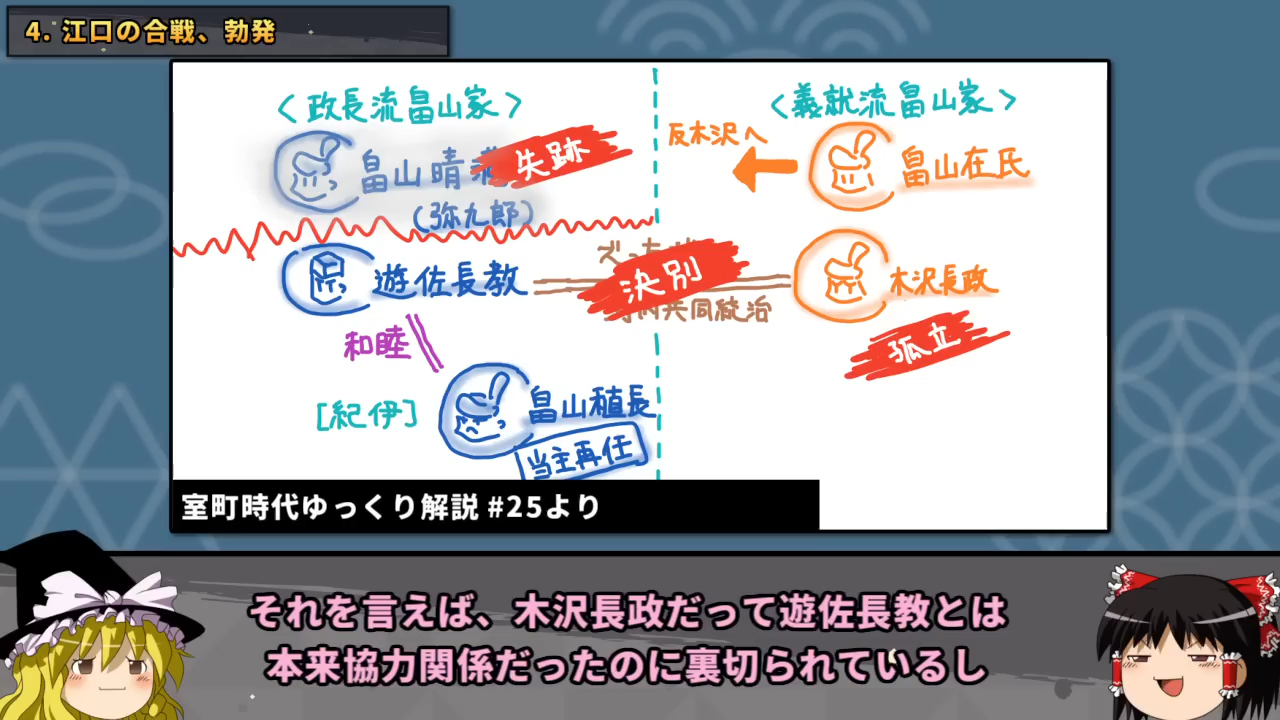 4. 江口の合戦、勃発
〈政長流畠山家〉
〈義就流畠山家〉
畠山晴
失跡
(弥九郎)
反木沢へ
畠山在氏
遊佐長教
決別
共同統治
木沢長政
孤立
和睦
[紀伊]
畠山稙長
当主再任
室町時代ゆっくり解説 #25より
それを言えば、木沢長政だって遊佐長教とは
本来協力関係だったのに裏切られているし